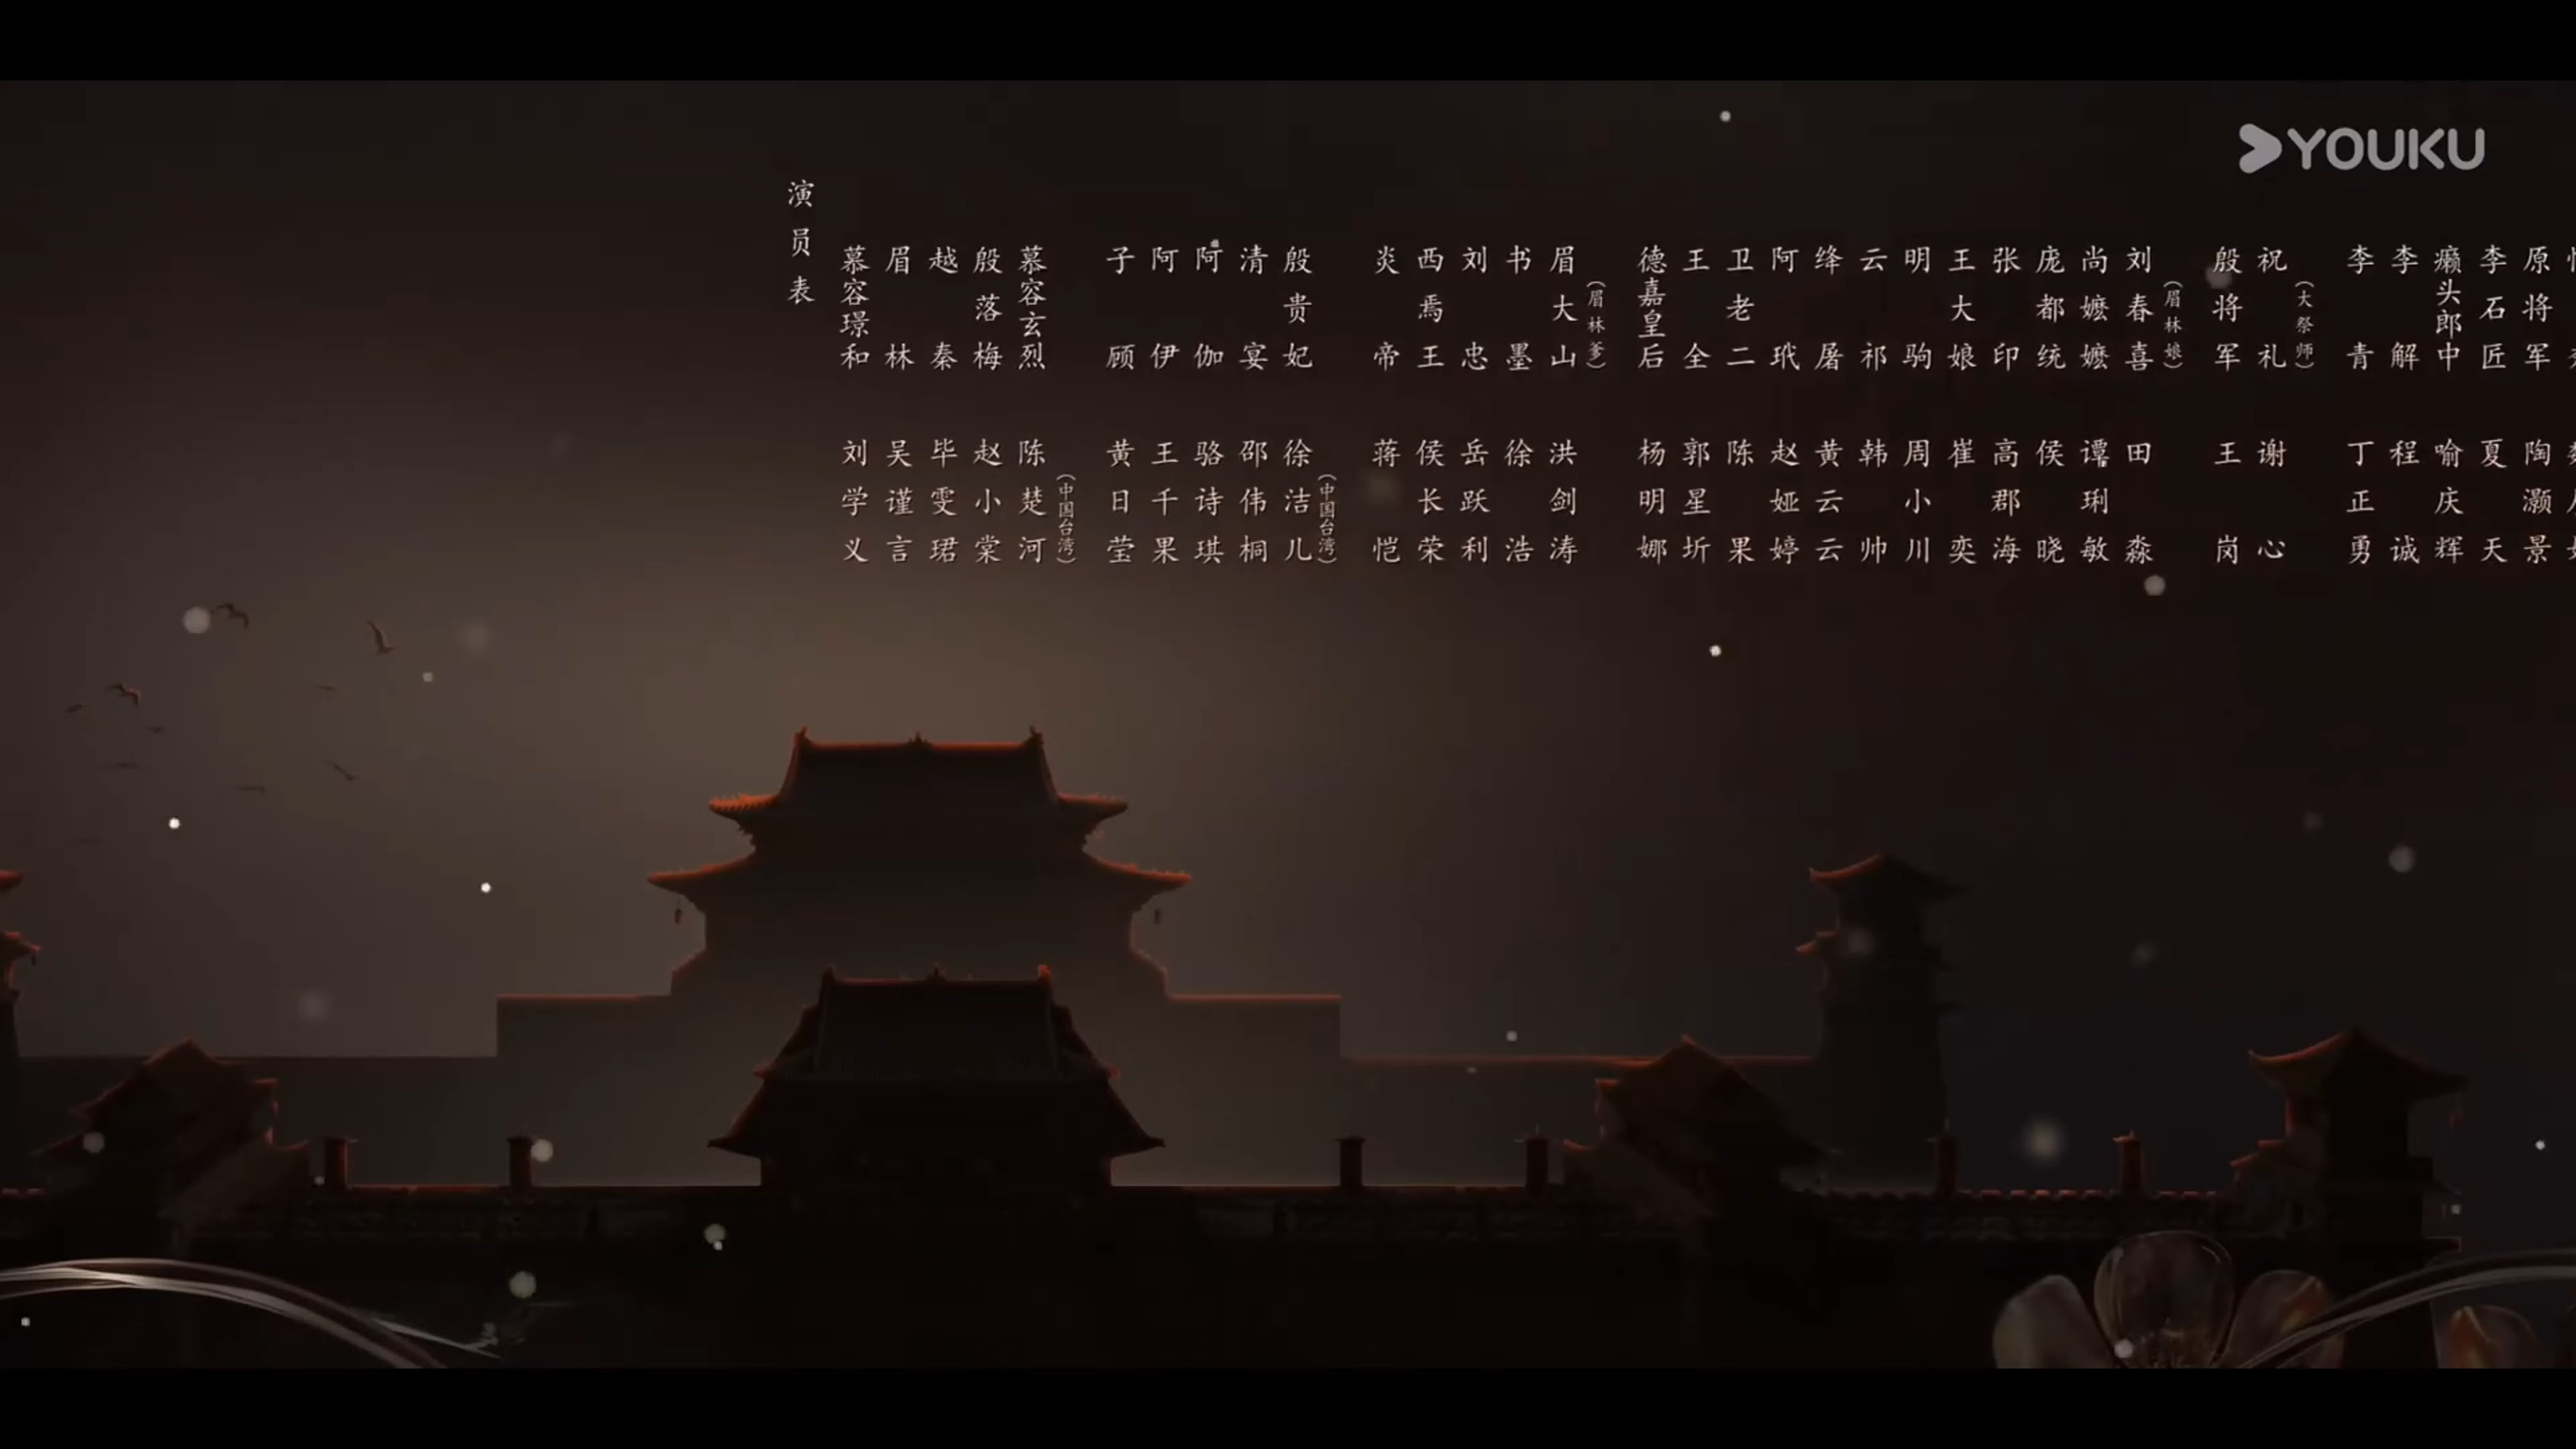 YOUKU
演员表
慕容璟和 刘学义
眉林 吴谨言
越秦 毕雯珺
殷落梅 赵小棠
慕容玄烈 陈楚河（中国台湾）
子顾 黄日莹
阿伊 王千果
阿伽 骆诗琪
清宴 邵伟桐
殷贵妃 徐洁儿（中国台湾）
炎帝 蒋恺
西焉王 侯长荣
刘忠 岳跃利
书墨 徐浩
眉大山（眉林爹） 洪剑涛
德嘉皇后 杨明娜
王全 郭星圻
卫老二 陈果
阿玳 赵娅婷
绛屠 黄云云
云祁 韩帅
明驹 周小川
王大娘 崔奕
张印 高郡海
庞都统 侯晓
尚嬷嬷 谭琍敏
刘春喜（眉林娘） 田淼
殷将军 王岗
祝礼（大祭师） 谢心
李青 丁正勇
李解 程诚
癞头郎中 喻庆辉
李石匠 夏天
原将军 陶灏景